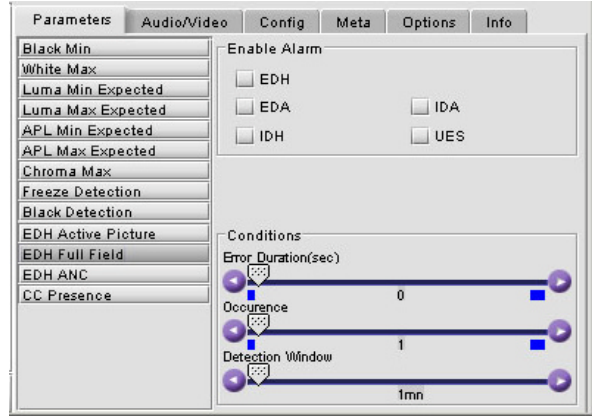 Parameters Audio/Video Config Meta Options Info
Black Min
White Max
Luma Min Expected
Luma Max Expected
APL Min Expected
APL Max Expected
Chroma Max
Freeze Detection
Black Detection
EDH Active Picture
EDH Full Field
EDH ANC
CC Presence
Enable Alarm
EDH
EDA IDA
IDH UES
Conditions
Error Duration(sec)
0
Occurence
1
Detection Window
1mn